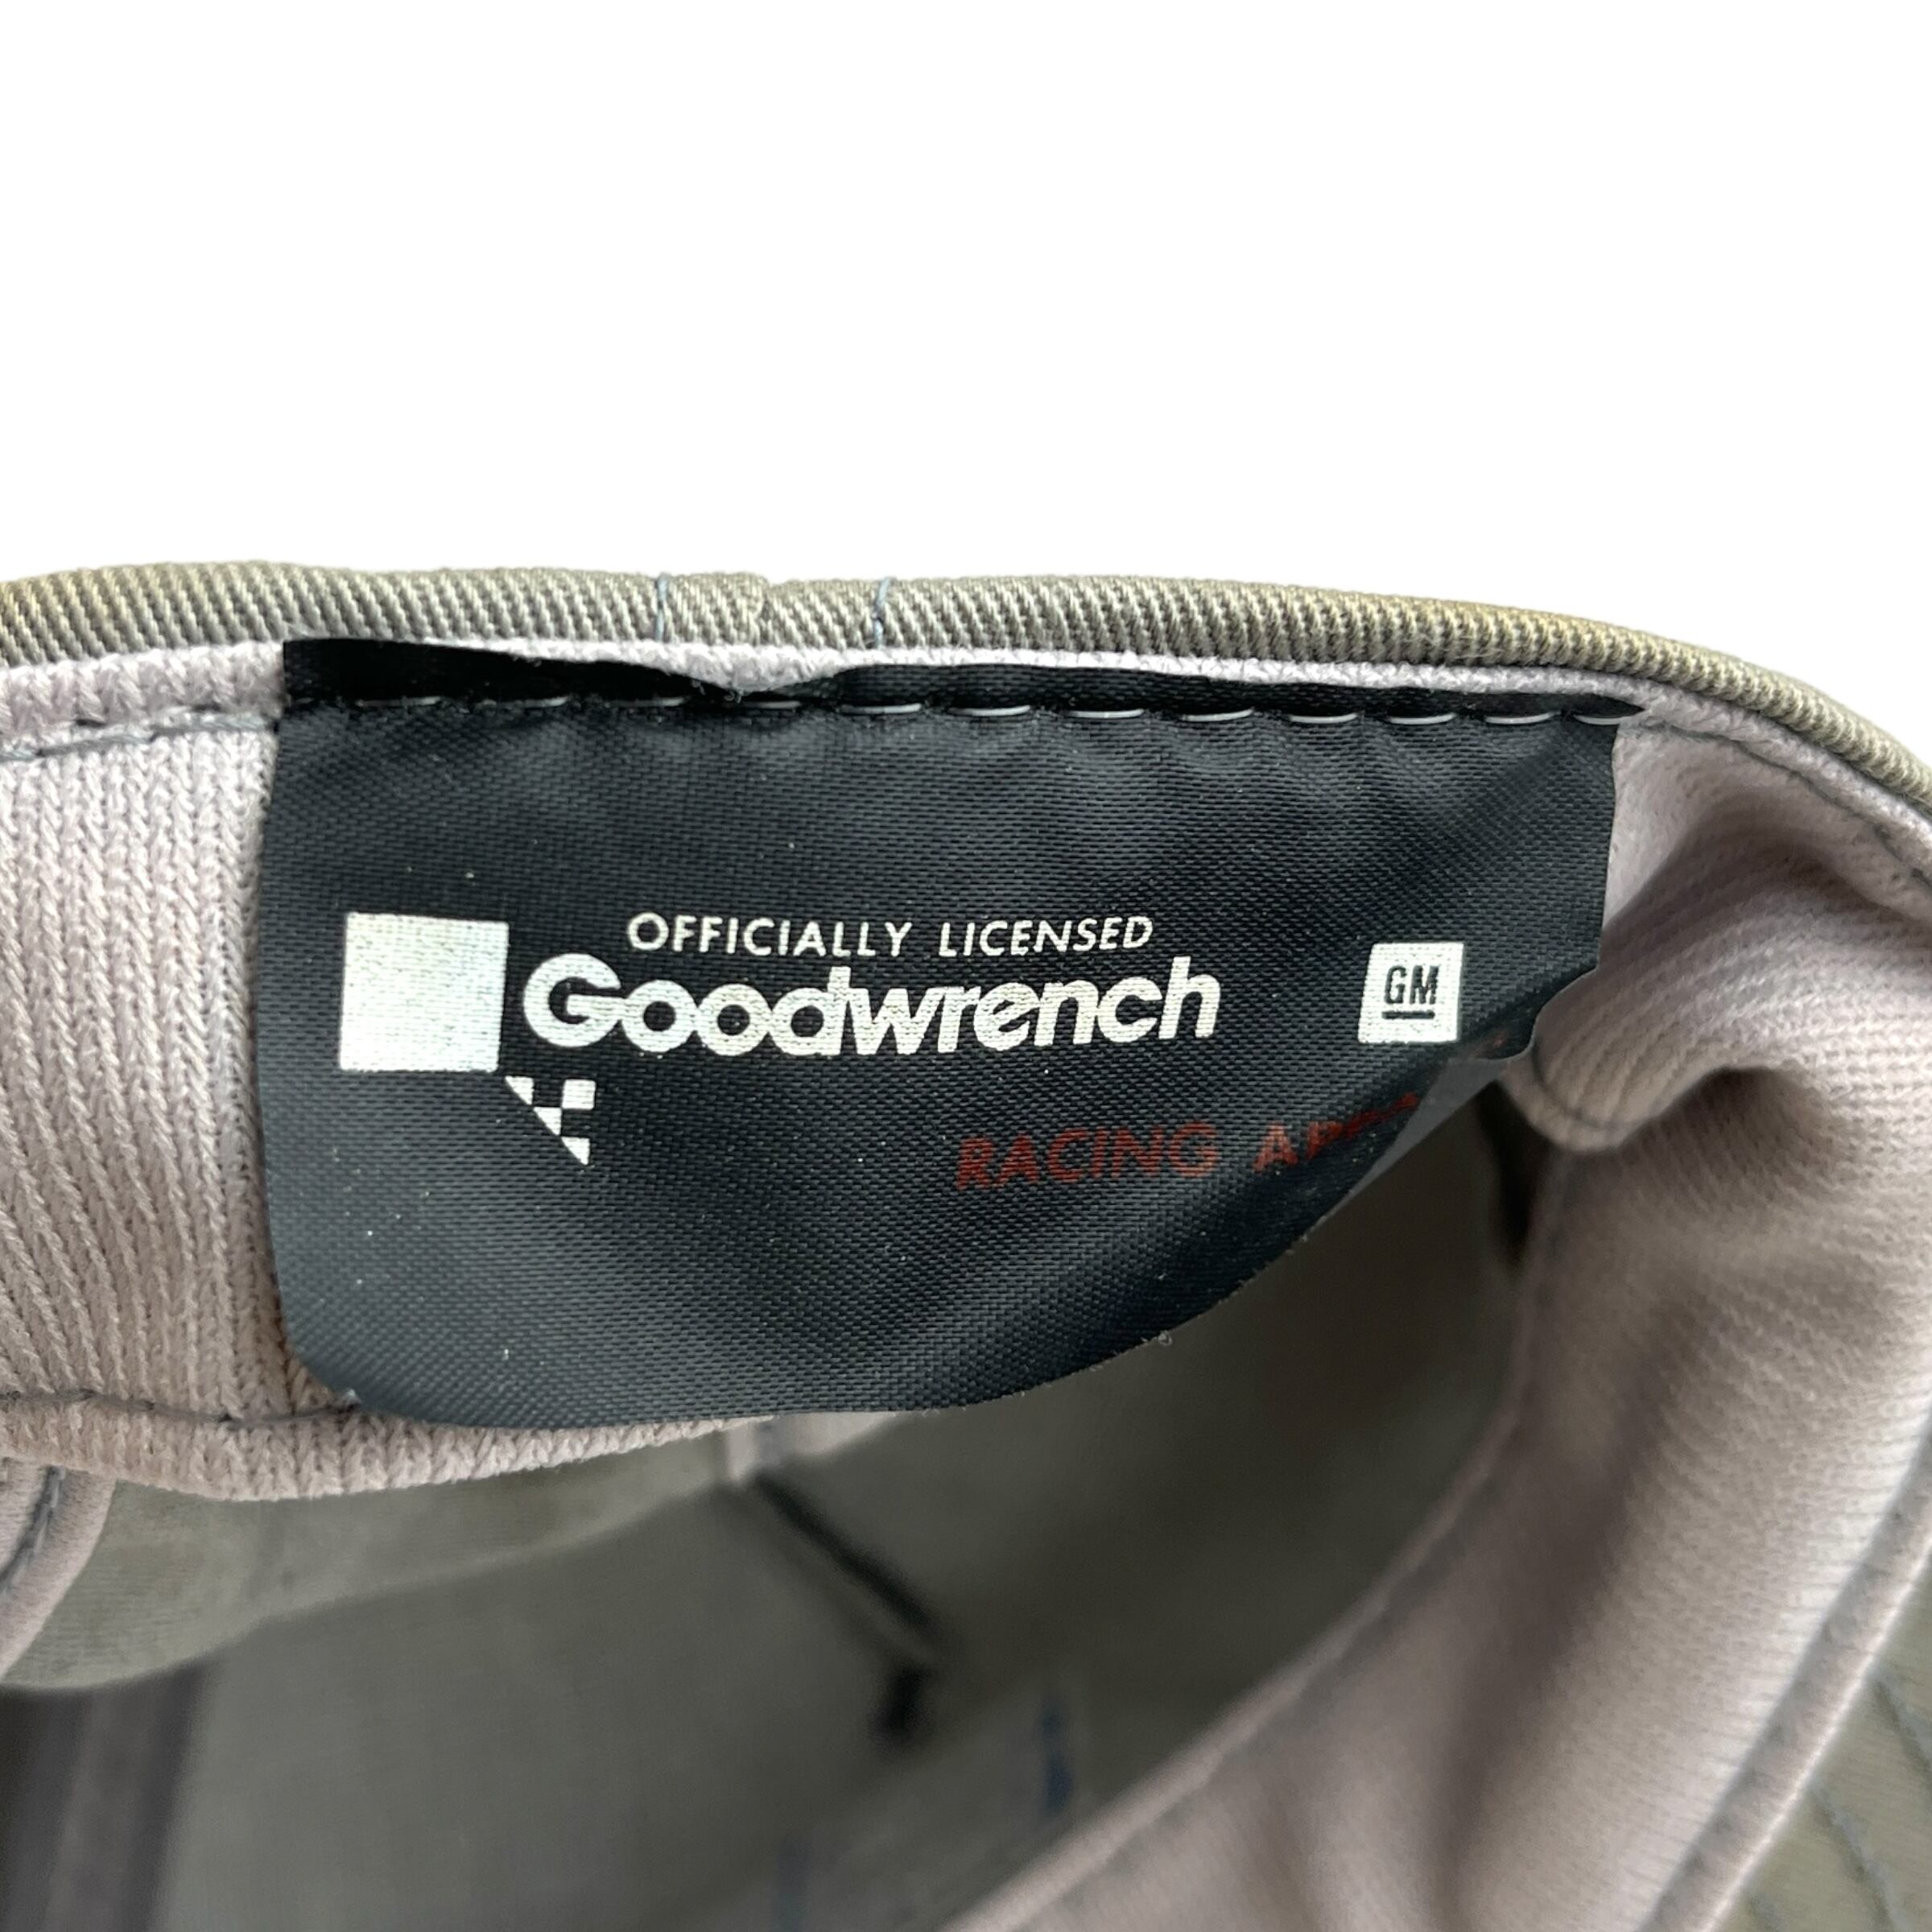 OFFICIALLY LICENSED
Goodwrench
GM
RACING